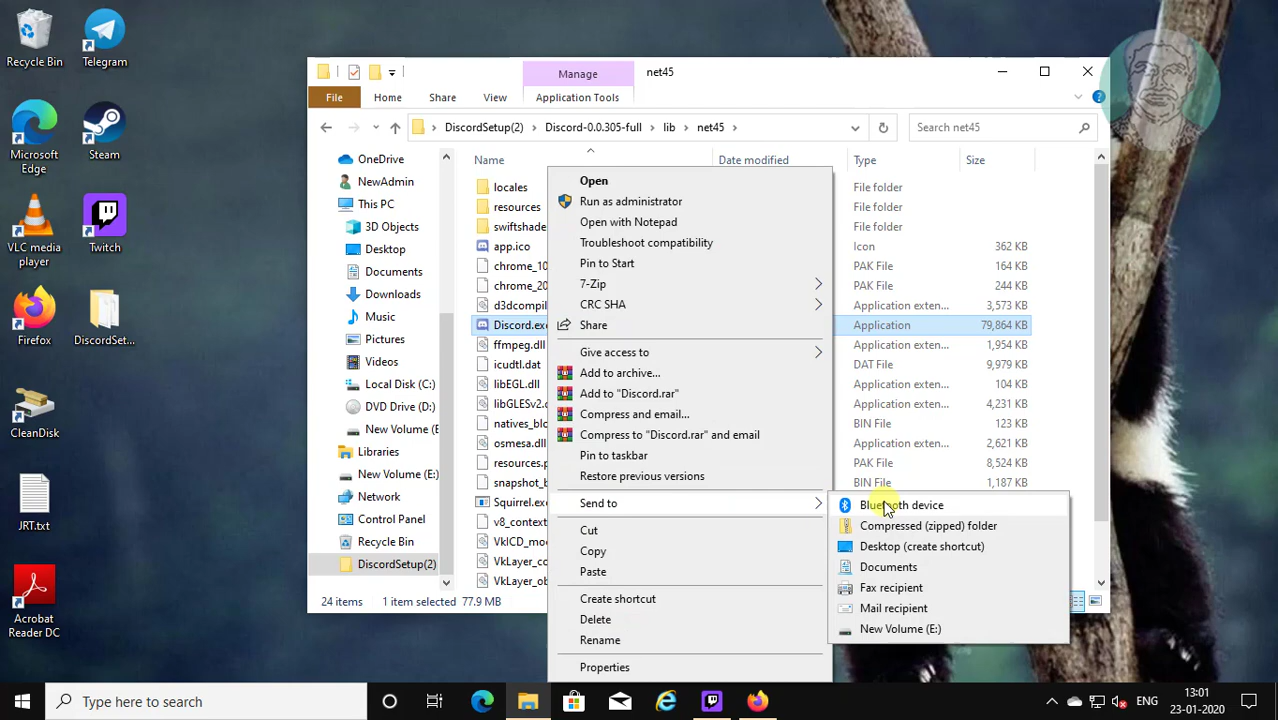 Recycle Bin
Telegram
Microsoft
Edge
Steam
VLC media
player
Twitch
Firefox
DiscordSet...
CleanDisk
JRT.txt
Acrobat
Reader DC
Manage
net45
File
Home
Share
View
Application Tools
DiscordSetup(2)
Discord-0.0.305-full
lib
net45
Search net45
OneDrive
NewAdmin
This PC
3D Objects
Desktop
Documents
Downloads
Music
Pictures
Videos
Local Disk (C:)
DVD Drive (D:)
New Volume (E
Libraries
New Volume (E:)
Network
Control Panel
Recycle Bin
DiscordSetup(2)
Name
Date modified
Type
Size
locales
File folder
resources
File folder
swiftshade
File folder
app.ico
Icon
362 KB
chrome_10
PAK File
164 KB
chrome_20
PAK File
244 KB
d3dcompil
Application exten...
3,573 KB
Discord.exe
Application
79,864 KB
ffmpeg.dll
Application exten...
1,954 KB
icudtl.dat
DAT File
9,979 KB
libEGL.dll
Application exten...
104 KB
libGLESv2.d
Application exten...
4,231 KB
natives_blo
BIN File
123 KB
osmesa.dll
Application exten...
2,621 KB
resources.p
PAK File
8,524 KB
snapshot_b
BIN File
1,187 KB
Squirrel.exe
v8_context
VkICD_mo
VkLayer_co
VkLayer_ob
24 items
1 item selected
77.9 MB
Open
Run as administrator
Open with Notepad
Troubleshoot compatibility
Pin to Start
7-Zip
CRC SHA
Share
Give access to
Add to archive...
Add to "Discord.rar"
Compress and email...
Compress to "Discord.rar" and email
Pin to taskbar
Restore previous versions
Send to
Cut
Copy
Paste
Create shortcut
Delete
Rename
Properties
Bluetooth device
Compressed (zipped) folder
Desktop (create shortcut)
Documents
Fax recipient
Mail recipient
New Volume (E:)
Type here to search
ENG
13:01
23-01-2020